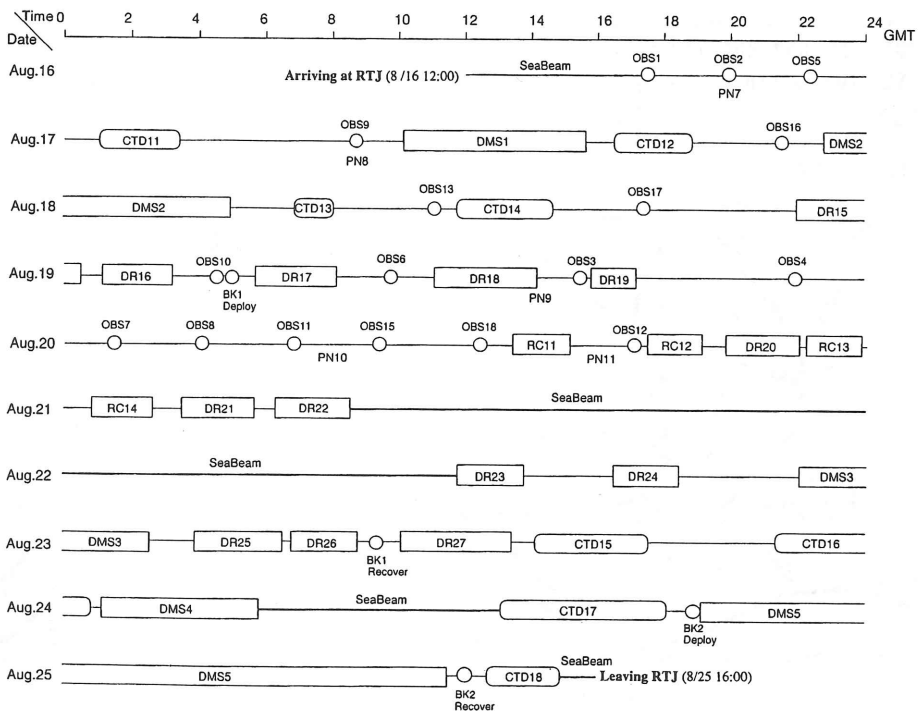 Time 0 2 4 6 8 10 12 14 16 18 20 22 24
Date GMT
Aug.16 Arriving at RTJ (8 /16 12:00) SeaBeam OBS1 OBS2 OBS5
PN7
Aug.17 CTD11 OBS9 DMS1 CTD12 OBS16 DMS2
PN8
Aug.18 DMS2 CTD13 OBS13 CTD14 OBS17 DR15
Aug.19 DR16 OBS10 DR17 OBS6 DR18 OBS3 DR19 OBS4
BK1 PN9
Deploy
Aug.20 OBS7 OBS8 OBS11 OBS15 OBS18 RC11 OBS12 RC12 DR20 RC13
PN10 PN11
Aug.21 RC14 DR21 DR22 SeaBeam
Aug.22 SeaBeam DR23 DR24 DMS3
Aug.23 DMS3 DR25 DR26 DR27 CTD15 CTD16
BK1
Recover
Aug.24 DMS4 SeaBeam CTD17 DMS5
BK2
Deploy
Aug.25 DMS5 CTD18 SeaBeam Leaving RTJ (8/25 16:00)
BK2
Recover